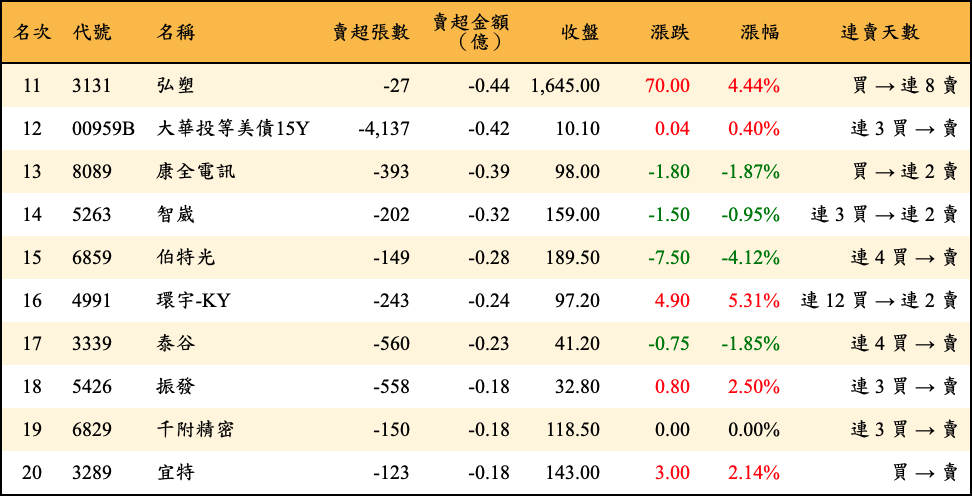 名次 代號 名稱 賣超張數 賣超金額（億） 收盤 漲跌 漲幅 連賣天數
11 3131 弘塑 -27 -0.44 1,645.00 70.00 4.44% 買 → 連 8 賣
12 00959B 大華投等美債15Y -4,137 -0.42 10.10 0.04 0.40% 連 3 買 → 賣
13 8089 康全電訊 -393 -0.39 98.00 -1.80 -1.87% 買 → 連 2 賣
14 5263 智崴 -202 -0.32 159.00 -1.50 -0.95% 連 3 買 → 連 2 賣
15 6859 伯特光 -149 -0.28 189.50 -7.50 -4.12% 連 4 買 → 賣
16 4991 環宇-KY -243 -0.24 97.20 4.90 5.31% 連 12 買 → 連 2 賣
17 3339 泰谷 -560 -0.23 41.20 -0.75 -1.85% 連 4 買 → 賣
18 5426 振發 -558 -0.18 32.80 0.80 2.50% 連 3 買 → 賣
19 6829 千附精密 -150 -0.18 118.50 0.00 0.00% 連 3 買 → 賣
20 3289 宜特 -123 -0.18 143.00 3.00 2.14% 買 → 賣